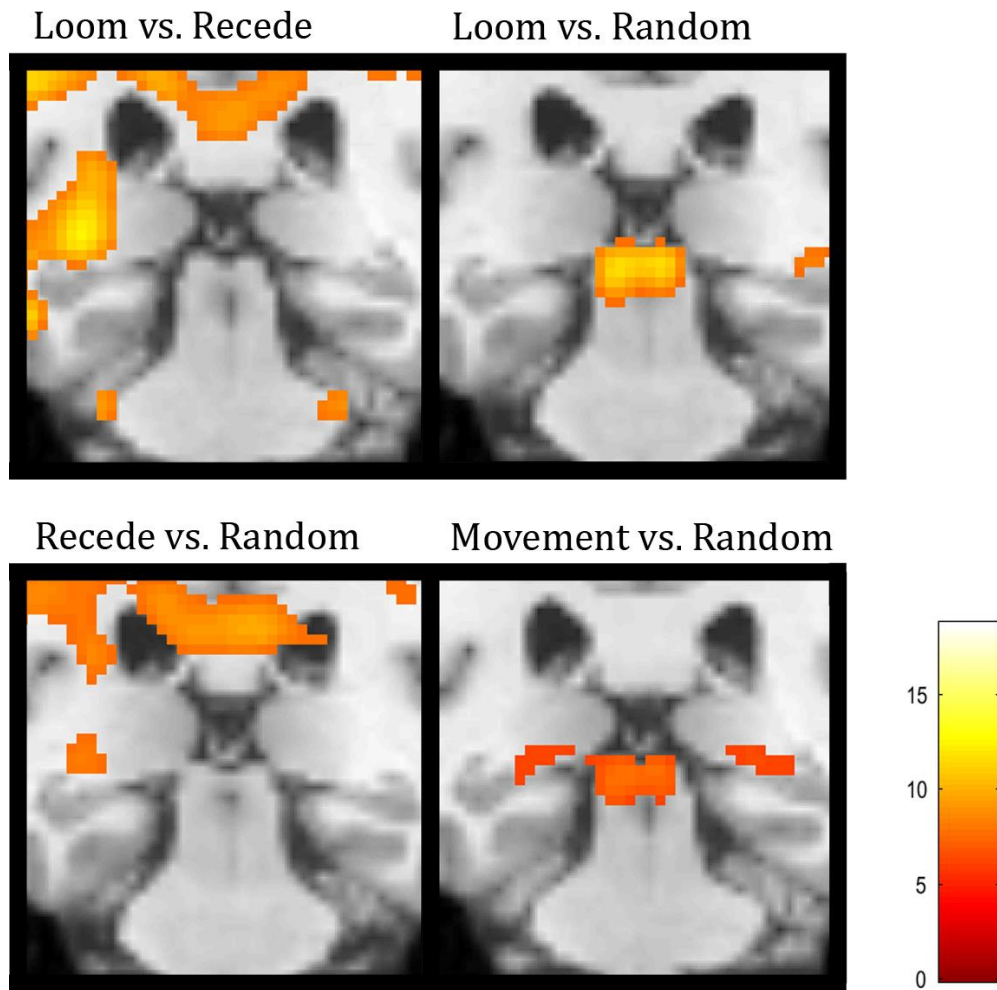 Loom vs. Recede
Loom vs. Random
Recede vs. Random
Movement vs. Random
15
10
5
0